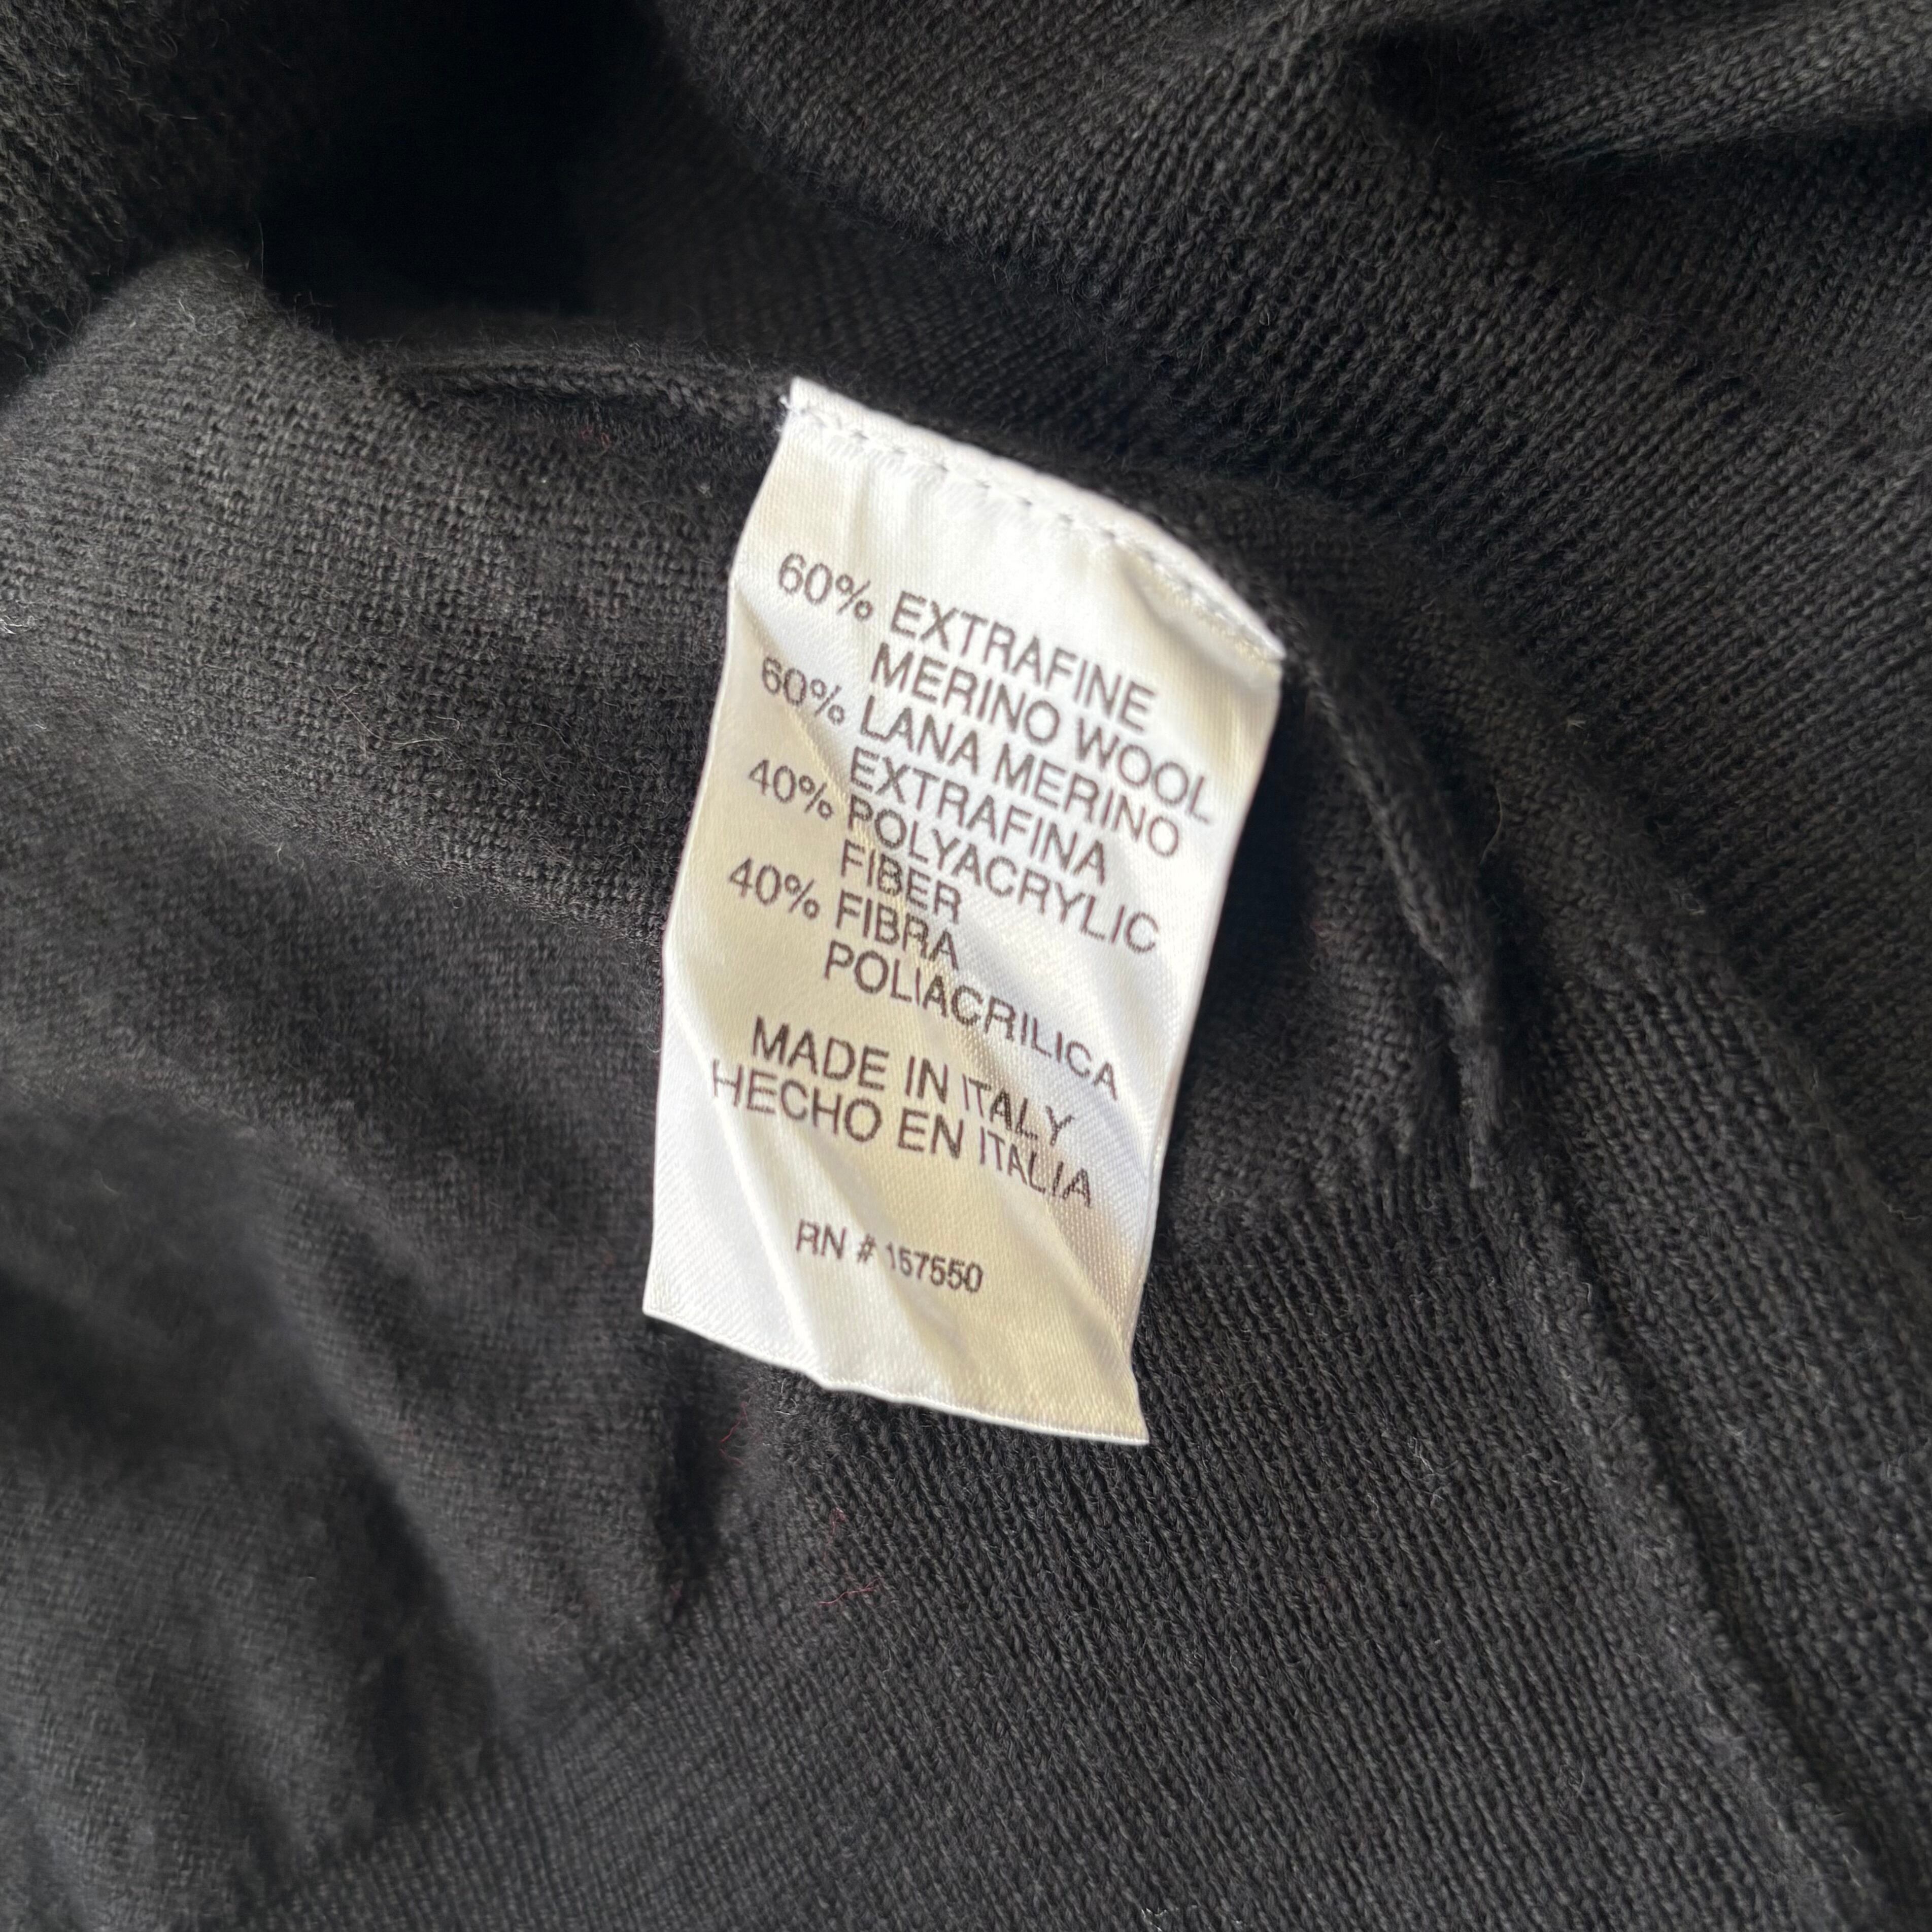 60% EXTRAFINE
MERINO WOOL
60% LANA MERINO
EXTRAFINA
40% POLYACRYLIC
FIBER
40% FIBRA
POLIACRILICA
MADE IN ITALY
HECHO EN ITALIA
RN # 157550